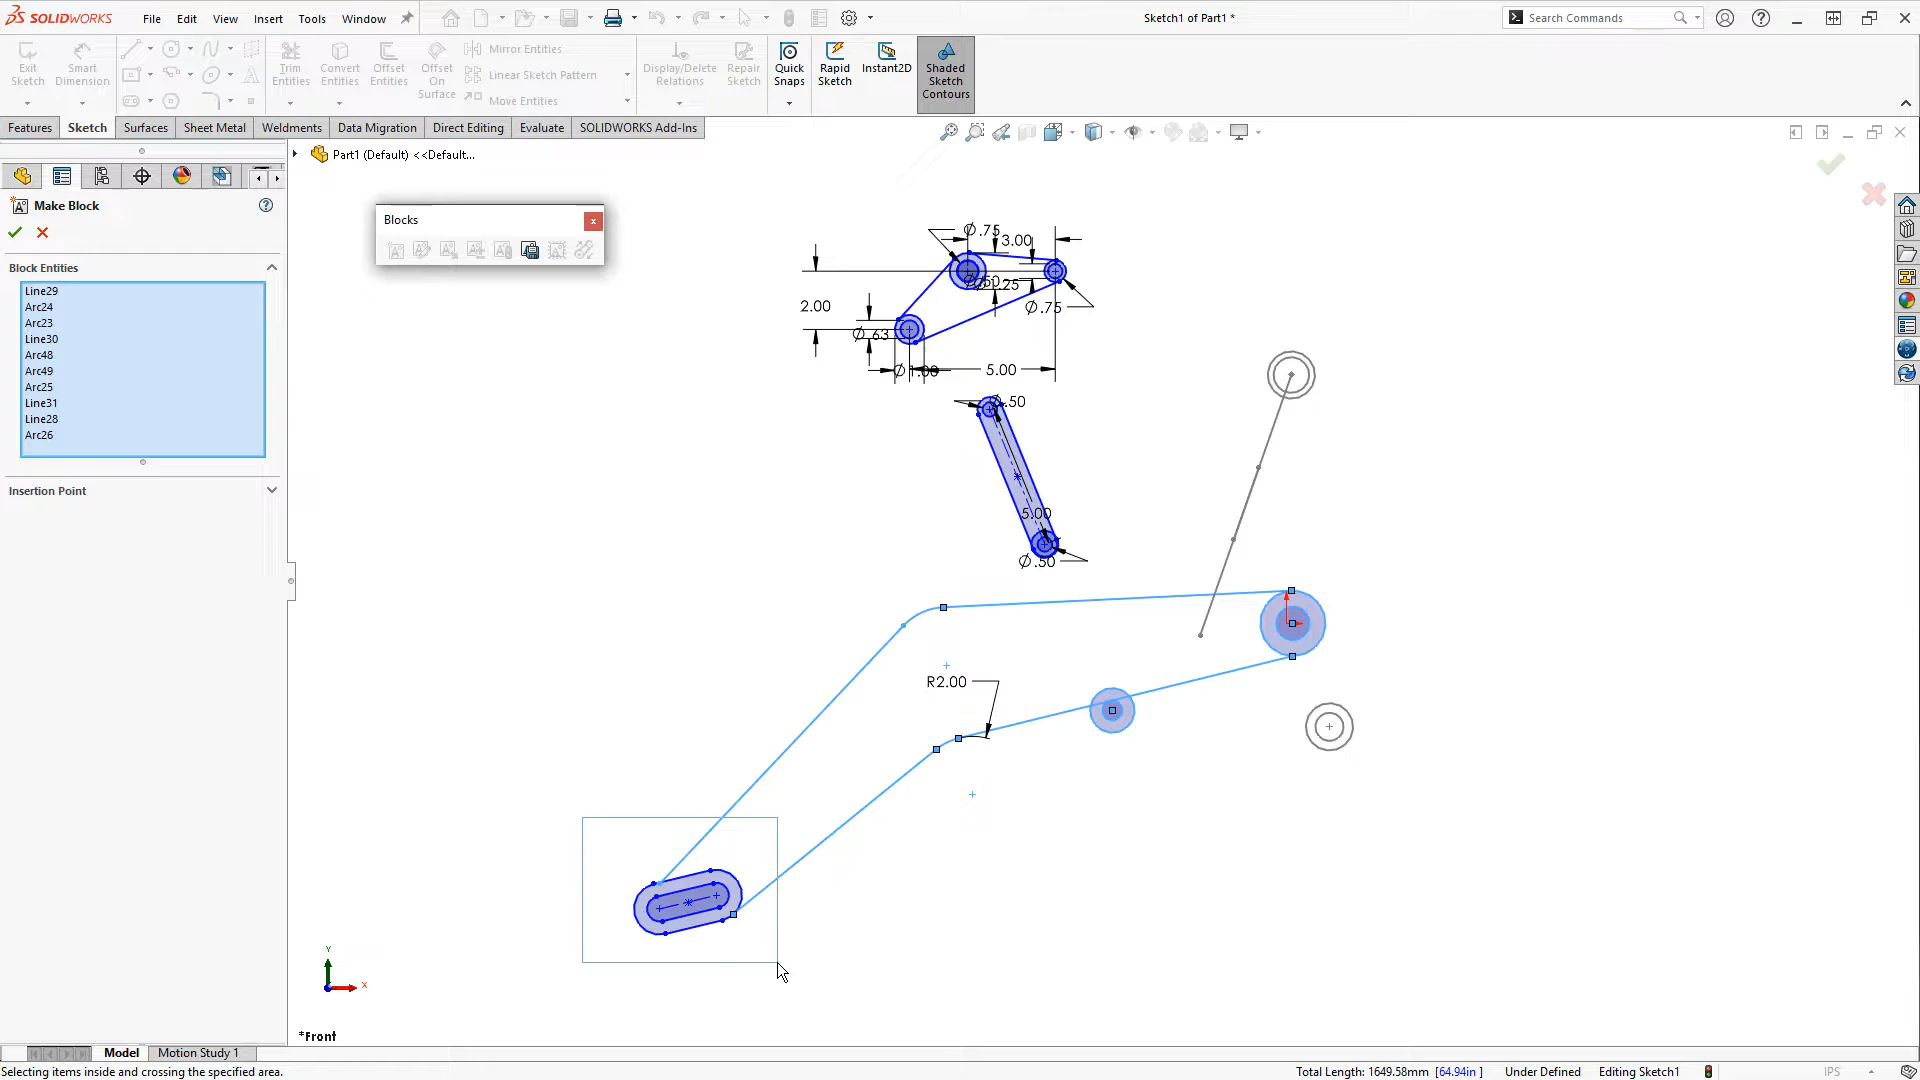 SOLIDWORKS
File
Edit
View
Insert
Tools
Window
Sketch1 of Part1 *
Search Commands
Exit Sketch
Smart Dimension
Trim Entities
Convert Entities
Offset Entities
Offset On Surface
Mirror Entities
Linear Sketch Pattern
Move Entities
Display/Delete Relations
Repair Sketch
Quick Snaps
Rapid Sketch
Instant2D
Shaded Sketch Contours
Features
Sketch
Surfaces
Sheet Metal
Weldments
Data Migration
Direct Editing
Evaluate
SOLIDWORKS Add-Ins
Part1 (Default) <<Default...
Make Block
Block Entities
Line29
Arc24
Arc23
Line30
Arc48
Arc49
Arc25
Line31
Line28
Arc26
Insertion Point
Blocks
∅.75
3.00
∅.50
2.00
∅.63
∅.75
∅1.00
5.00
∅.50
5.00
∅.50
R2.00
Y
X
*Front
Model
Motion Study 1
Selecting items inside and crossing the specified area.
Total Length: 1649.58mm [64.94in ]
Under Defined
Editing Sketch1
IPS